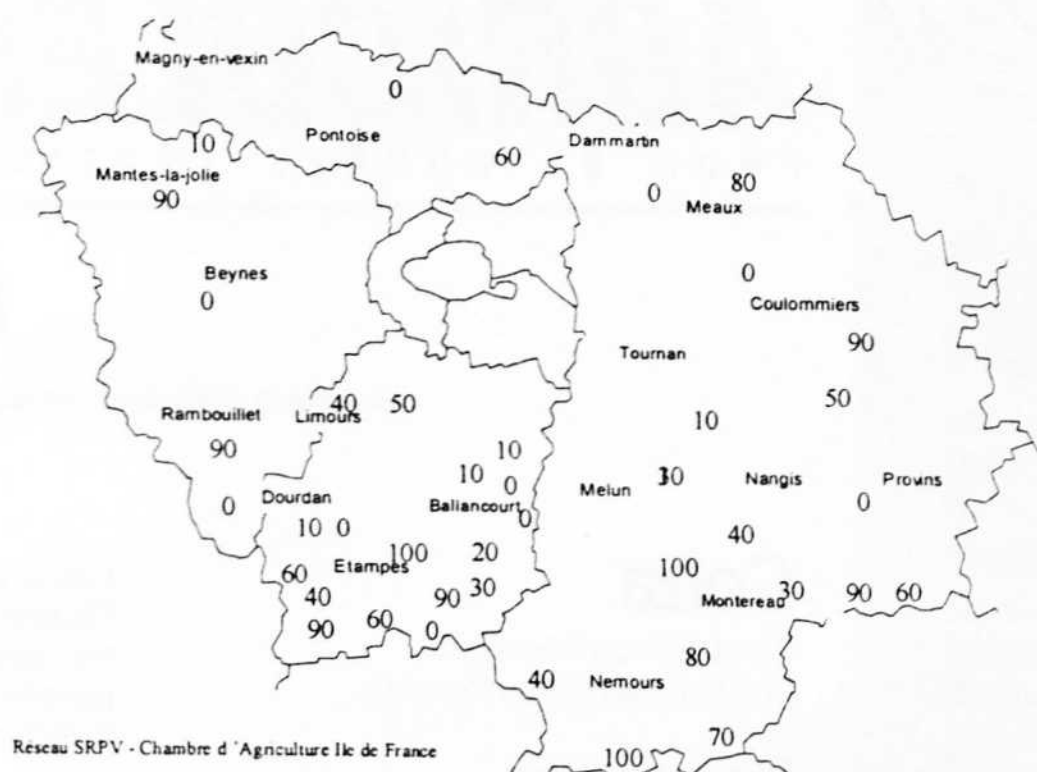 Magny-en-vexin
0
Pontoise
Dammartin
10
60
Mantes-la-jolie
90
0
80
Meaux
Beynes
0
0
Coulommiers
90
Tournan
40
50
50
Rambouillet
Limours
10
90
10
10
Melun
30
Nangis
Provins
0
Dourdan
0
Ballancourt
0
0
10
0
40
100
20
Etampes
60
100
30
90
40
30
90
60
Montereau
90
60
0
80
40
Nemours
70
100
Réseau SRPV - Chambre d 'Agriculture Ile de France